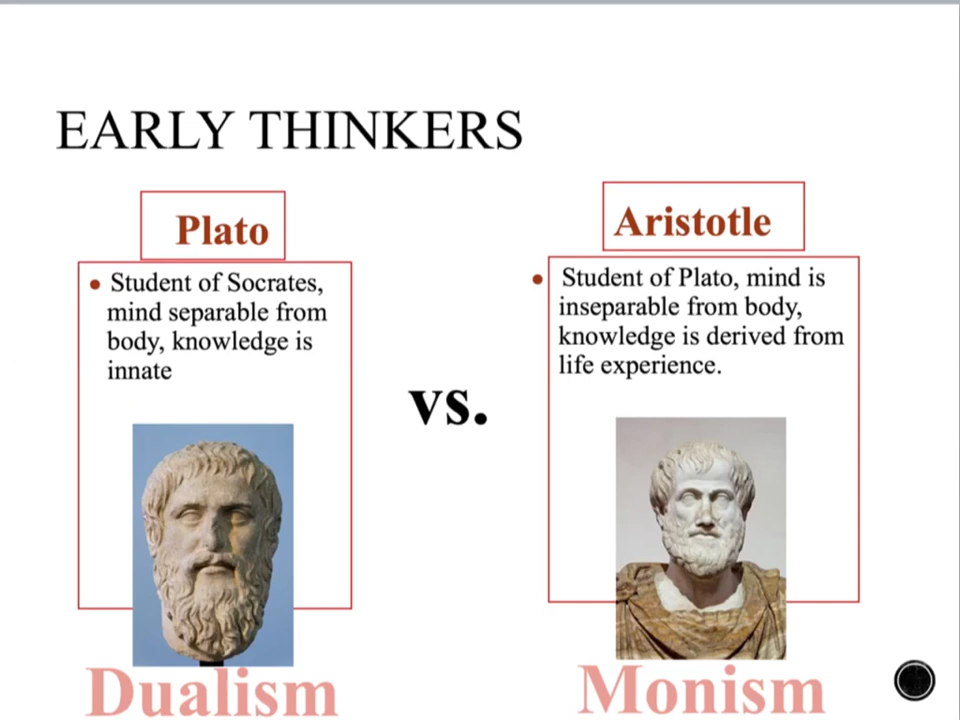 EARLY THINKERS
Plato
• Student of Socrates,
mind separable from
body, knowledge is
innate
Dualism
vs.
Aristotle
• Student of Plato, mind is
inseparable from body,
knowledge is derived from
life experience.
Monism